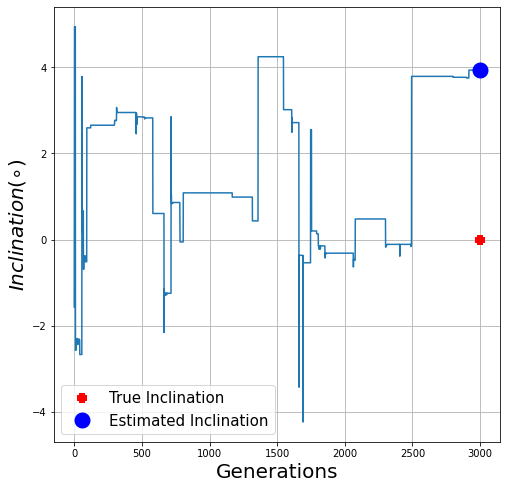 4
2
0
−2
−4
Inclination(∘)
True Inclination
Estimated Inclination
0 500 1000 1500 2000 2500 3000
Generations